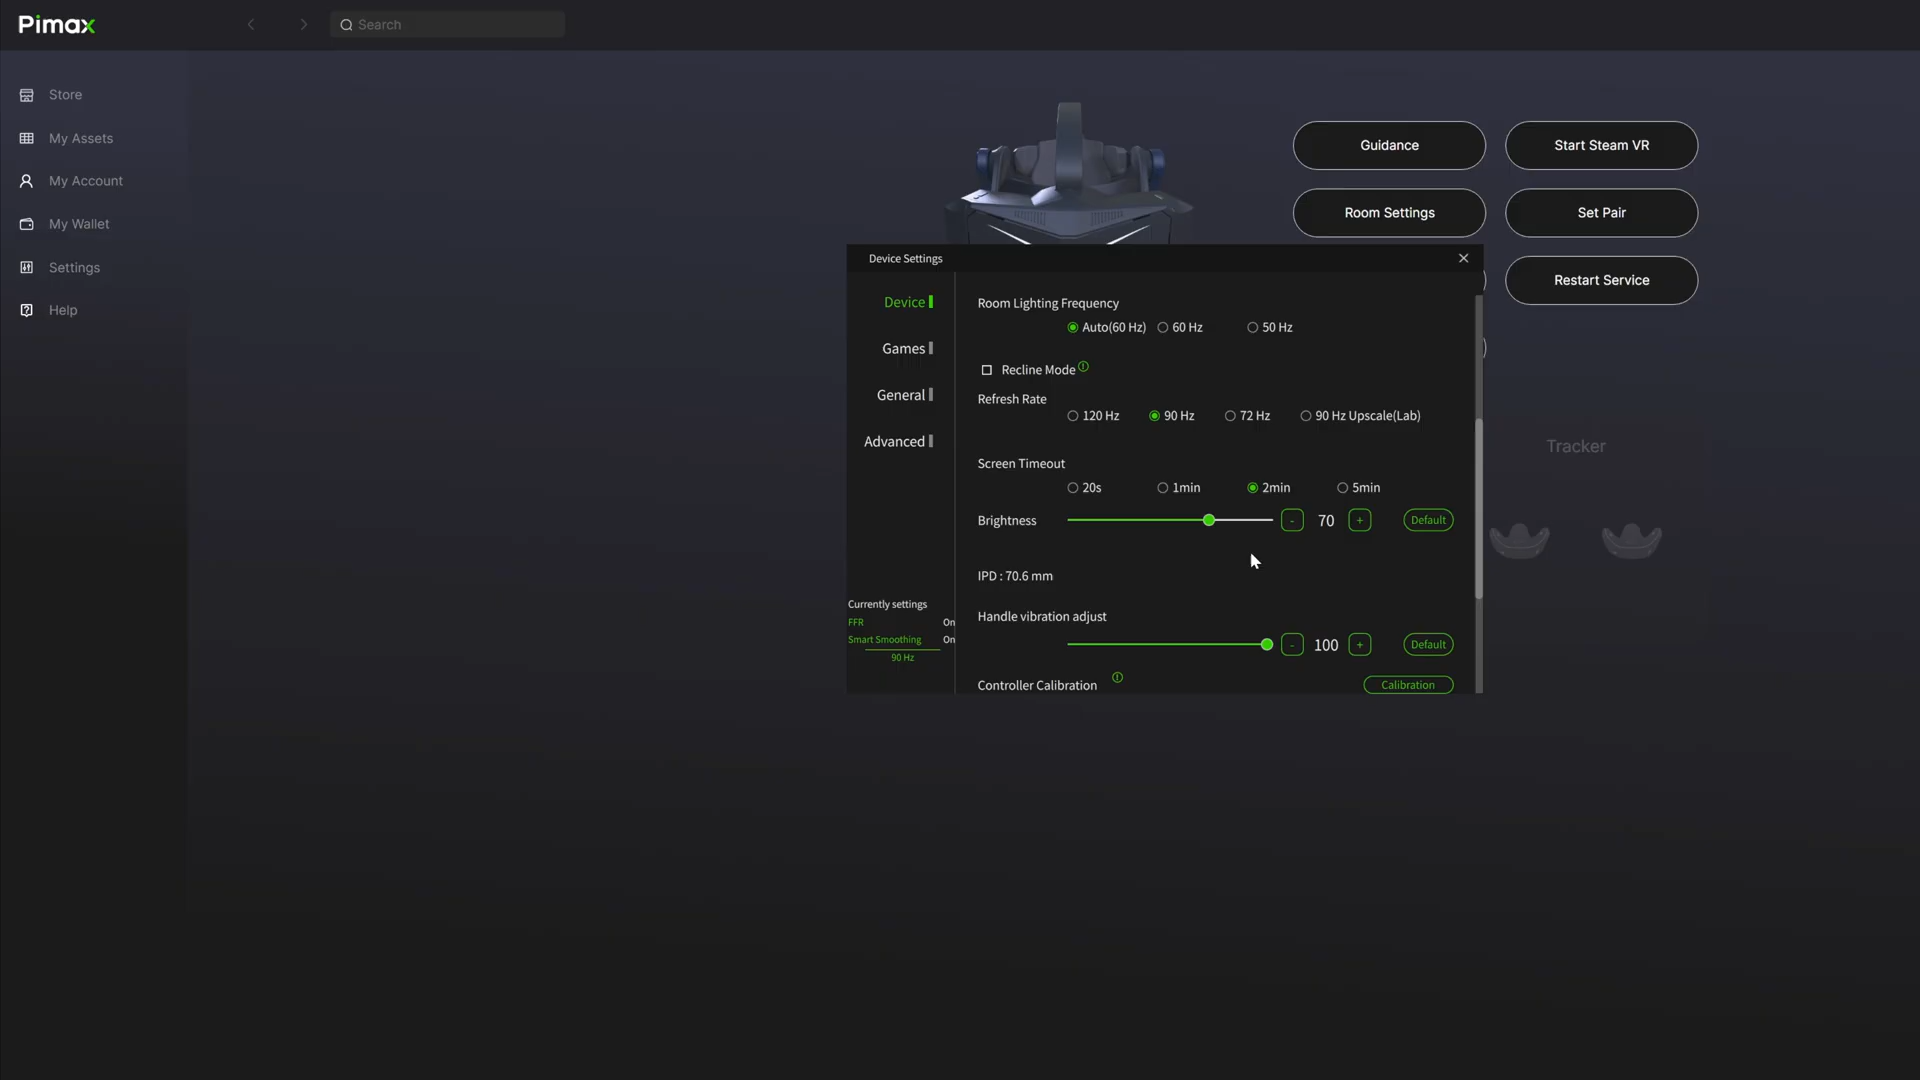 Pimax
Search
Store
My Assets
My Account
My Wallet
Settings
Help
Guidance
Start Steam VR
Room Settings
Set Pair
Restart Service
Tracker
Device Settings
Device
Games
General
Advanced
Currently settings
FFR On
Smart Smoothing On
90 Hz
Room Lighting Frequency
Auto(60 Hz) 60 Hz 50 Hz
Recline Mode
Refresh Rate
120 Hz 90 Hz 72 Hz 90 Hz Upscale(Lab)
Screen Timeout
20s 1min 2min 5min
Brightness - 70 + Default
IPD : 70.6 mm
Handle vibration adjust
- 100 + Default
Controller Calibration Calibration